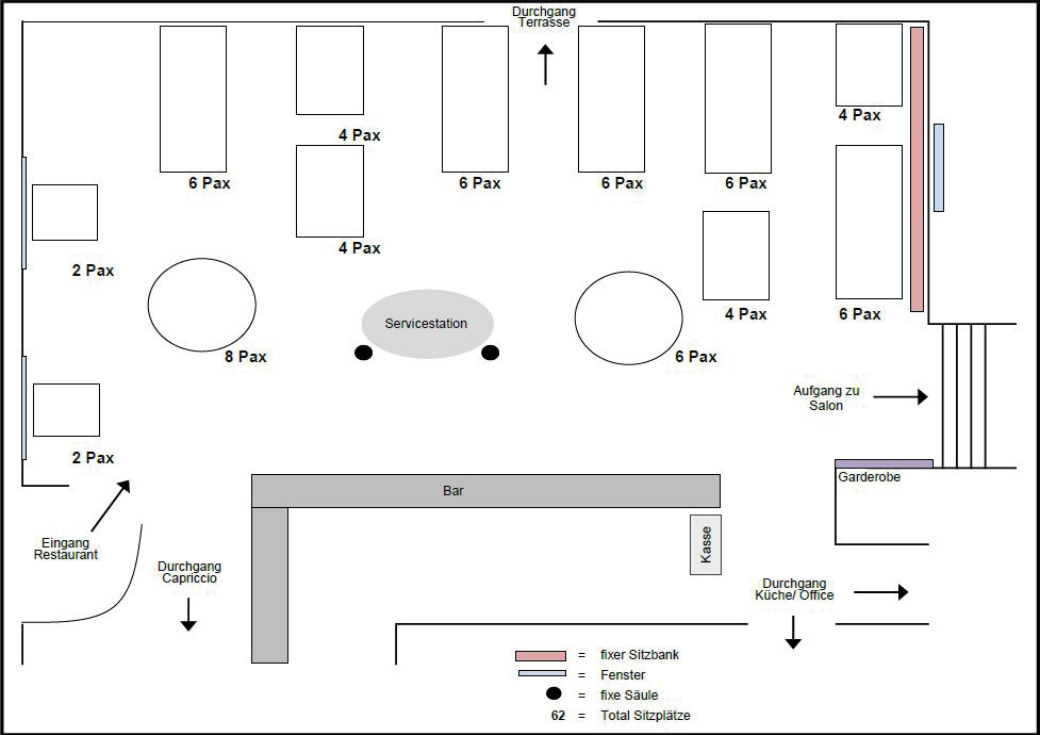 Durchgang
Terrasse
4 Pax
4 Pax
6 Pax
6 Pax
6 Pax
6 Pax
4 Pax
2 Pax
4 Pax
6 Pax
Servicestation
8 Pax
6 Pax
Aufgang zu
Salon
2 Pax
Garderobe
Bar
Kasse
Eingang
Restaurant
Durchgang
Capriccio
Durchgang
Küche/ Office
= fixer Sitzbank
= Fenster
= fixe Säule
62 = Total Sitzplätze